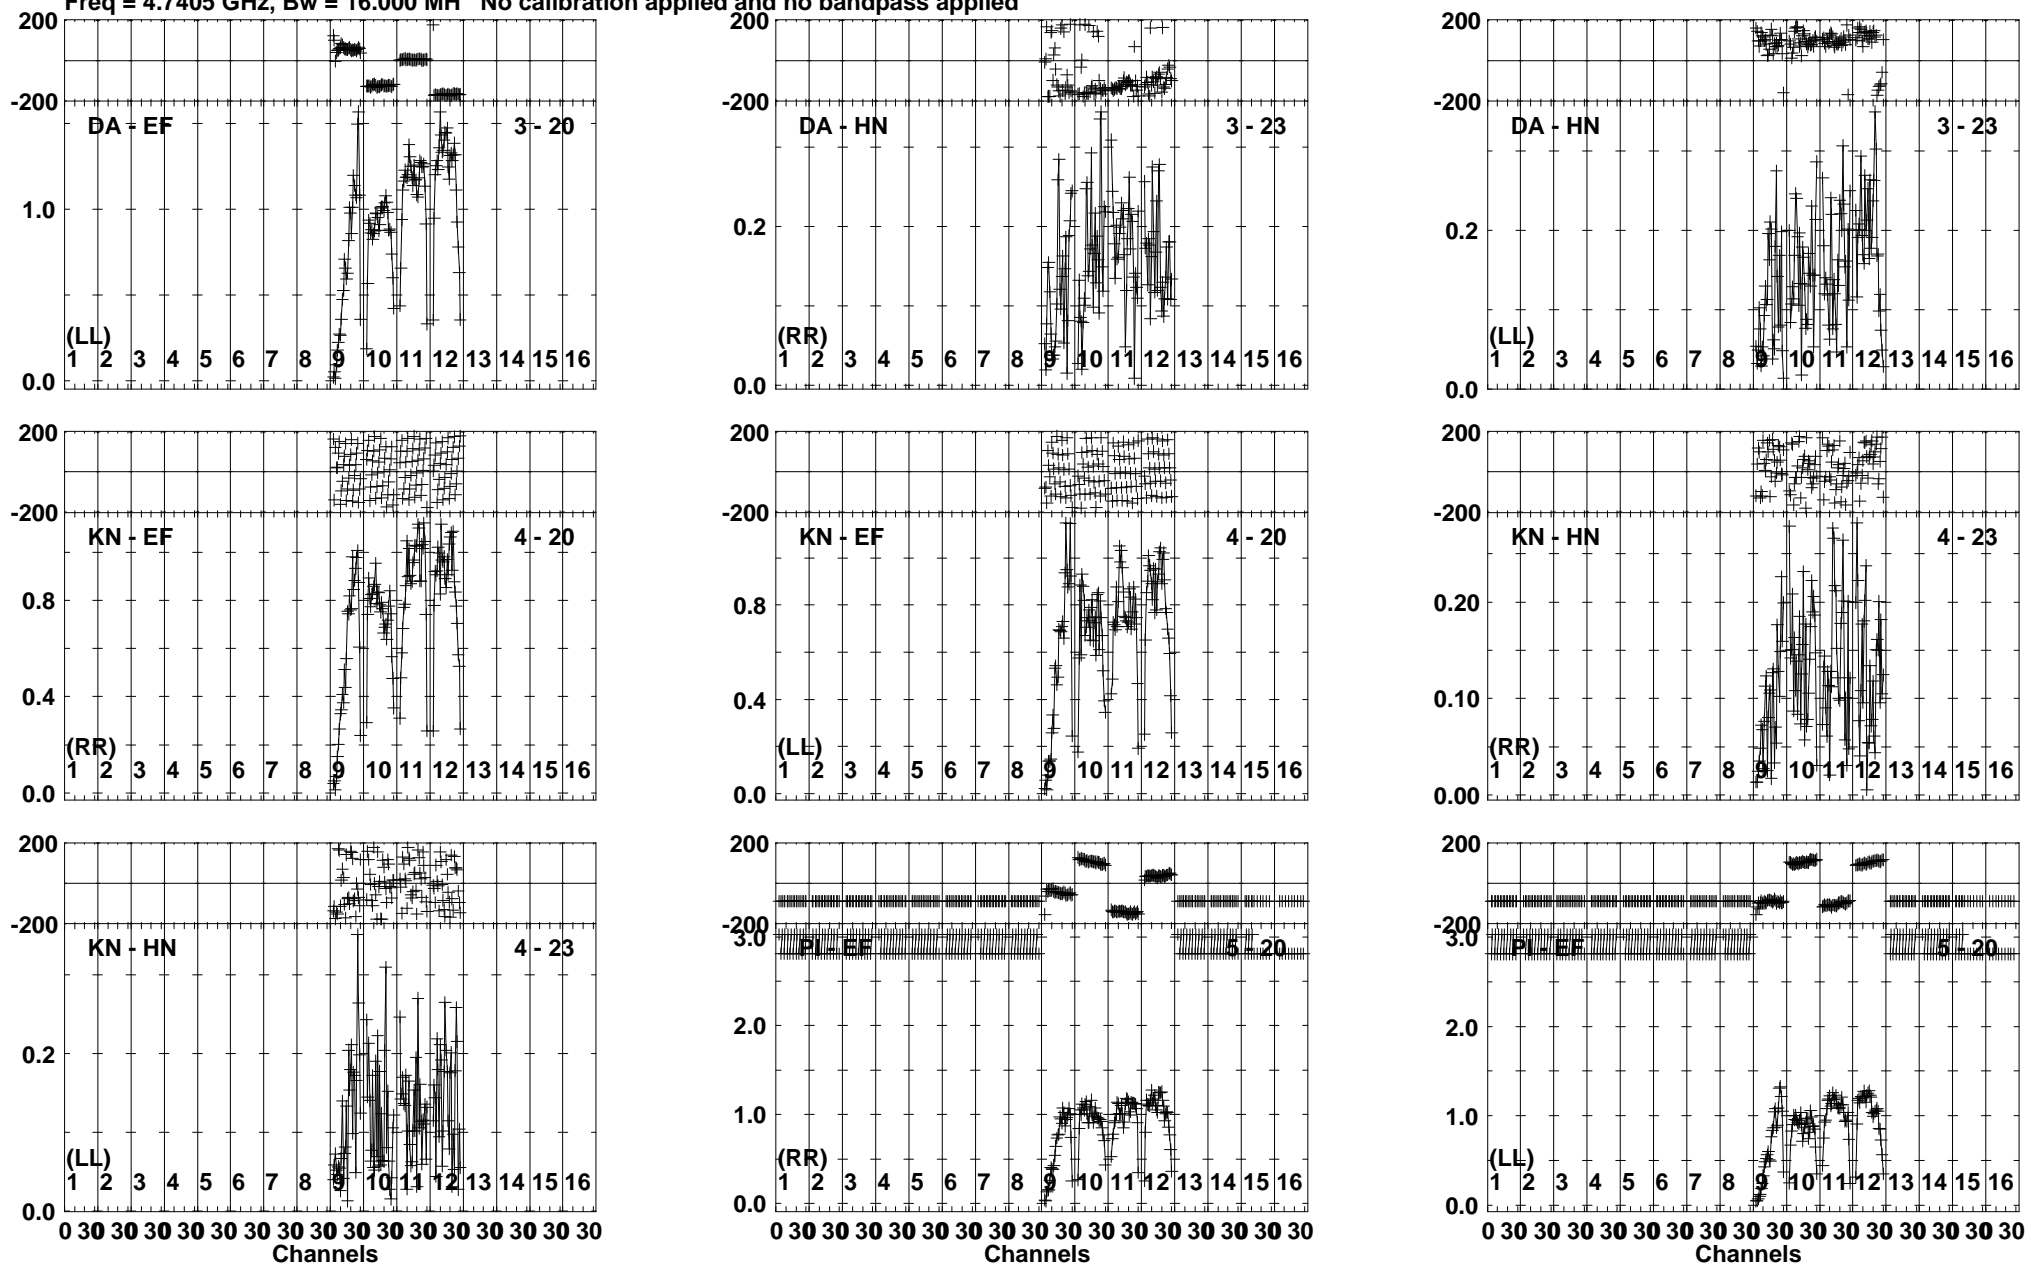 Freq = 4.7405 GHz, Bw = 16.000 MH No calibration applied and no bandpass applied
200 200 200
-200 -200 -200
DA - EF 3 - 20 DA - HN 3 - 23 DA - HN 3 - 23
1.0 0.2 0.2
(LL) (RR) (LL)
1 2 3 4 5 6 7 8 9 10 11 12 13 14 15 16 1 2 3 4 5 6 7 8 9 10 11 12 13 14 15 16 1 2 3 4 5 6 7 8 9 10 11 12 13 14 15 16
0.0 0.0 0.0
200 200 200
-200 -200 -200
KN - EF 4 - 20 KN - EF 4 - 20 KN - HN 4 - 23
0.8 0.8 0.20
0.4 0.4 0.10
(RR) (LL) (RR)
1 2 3 4 5 6 7 8 9 10 11 12 13 14 15 16 1 2 3 4 5 6 7 8 9 10 11 12 13 14 15 16 1 2 3 4 5 6 7 8 9 10 11 12 13 14 15 16
0.0 0.0 0.00
200 200 200
-200 -200 -200
KN - HN 4 - 23 3.0 PI - EF 5 - 20 3.0 PI - EF 5 - 20
0.2 2.0 2.0
1.0 1.0
(LL) (RR) (LL)
1 2 3 4 5 6 7 8 9 10 11 12 13 14 15 16 1 2 3 4 5 6 7 8 9 10 11 12 13 14 15 16 1 2 3 4 5 6 7 8 9 10 11 12 13 14 15 16
0.0 0.0 0.0
0 30 30 30 30 30 30 30 30 30 30 30 30 30 30 30 30 0 30 30 30 30 30 30 30 30 30 30 30 30 30 30 30 30 0 30 30 30 30 30 30 30 30 30 30 30 30 30 30 30 30
Channels Channels Channels